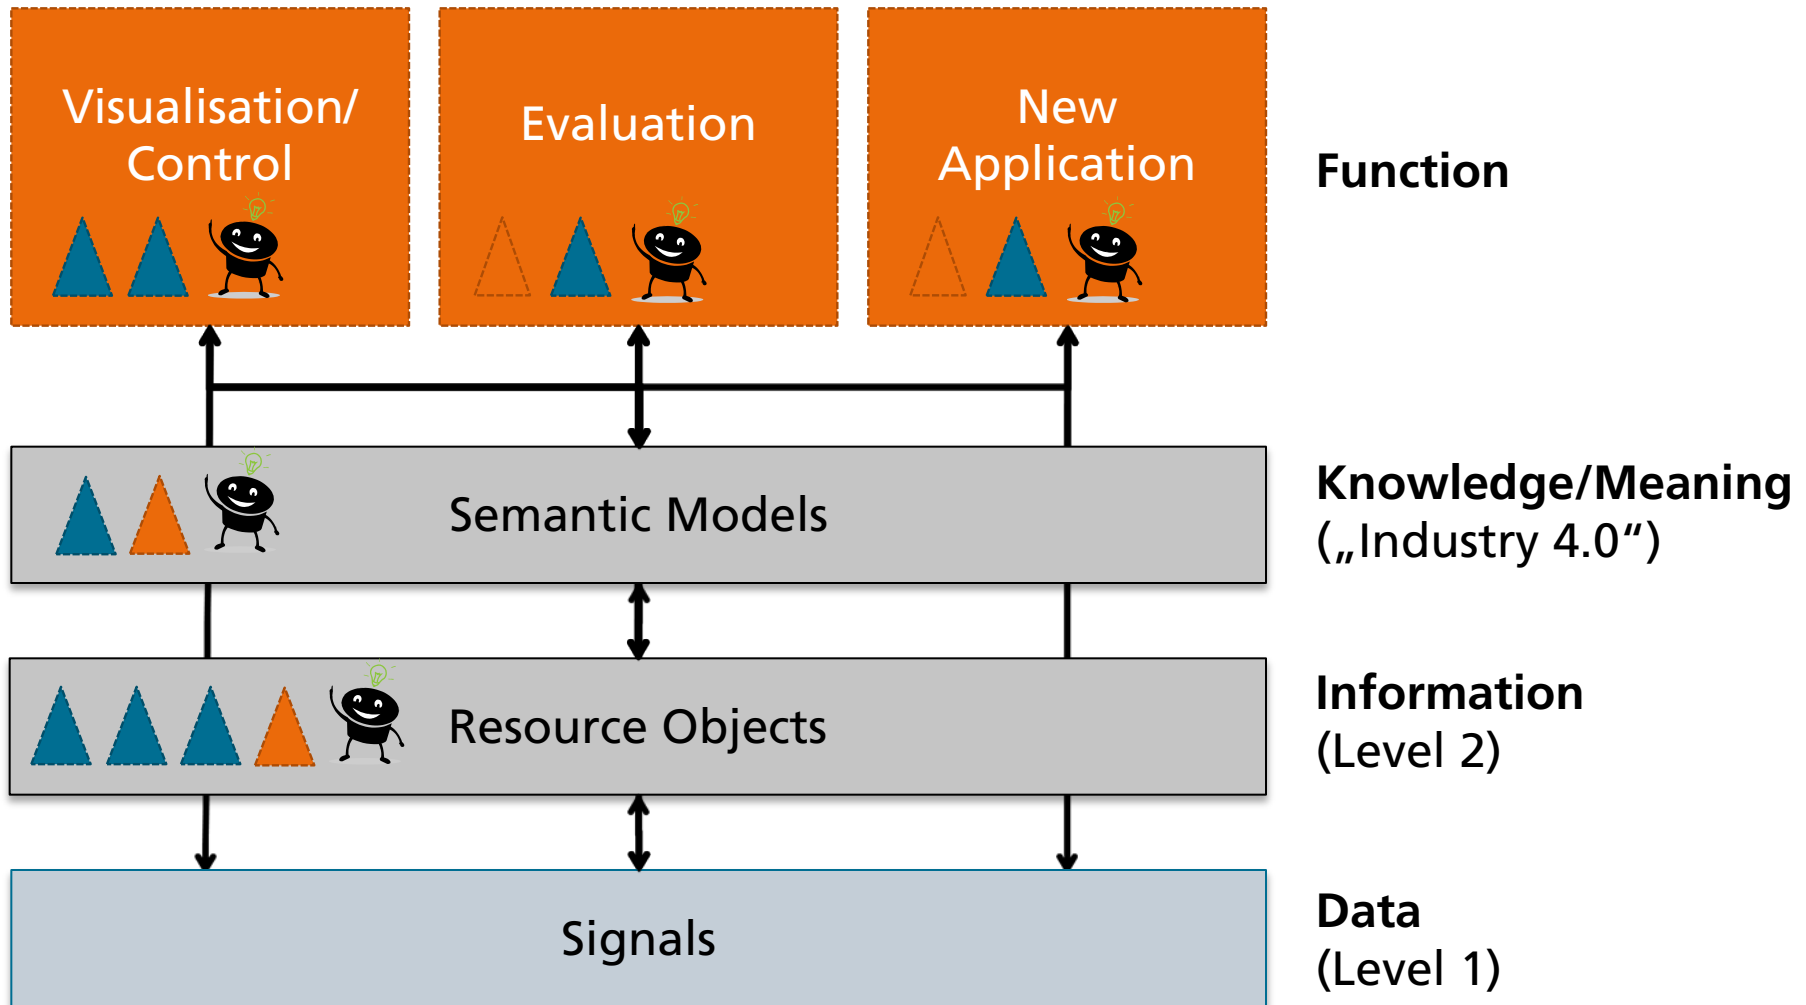 Visualisation/
Control
Evaluation
New
Application
Function
Semantic Models
Knowledge/Meaning
(„Industry 4.0“)
Resource Objects
Information
(Level 2)
Signals
Data
(Level 1)